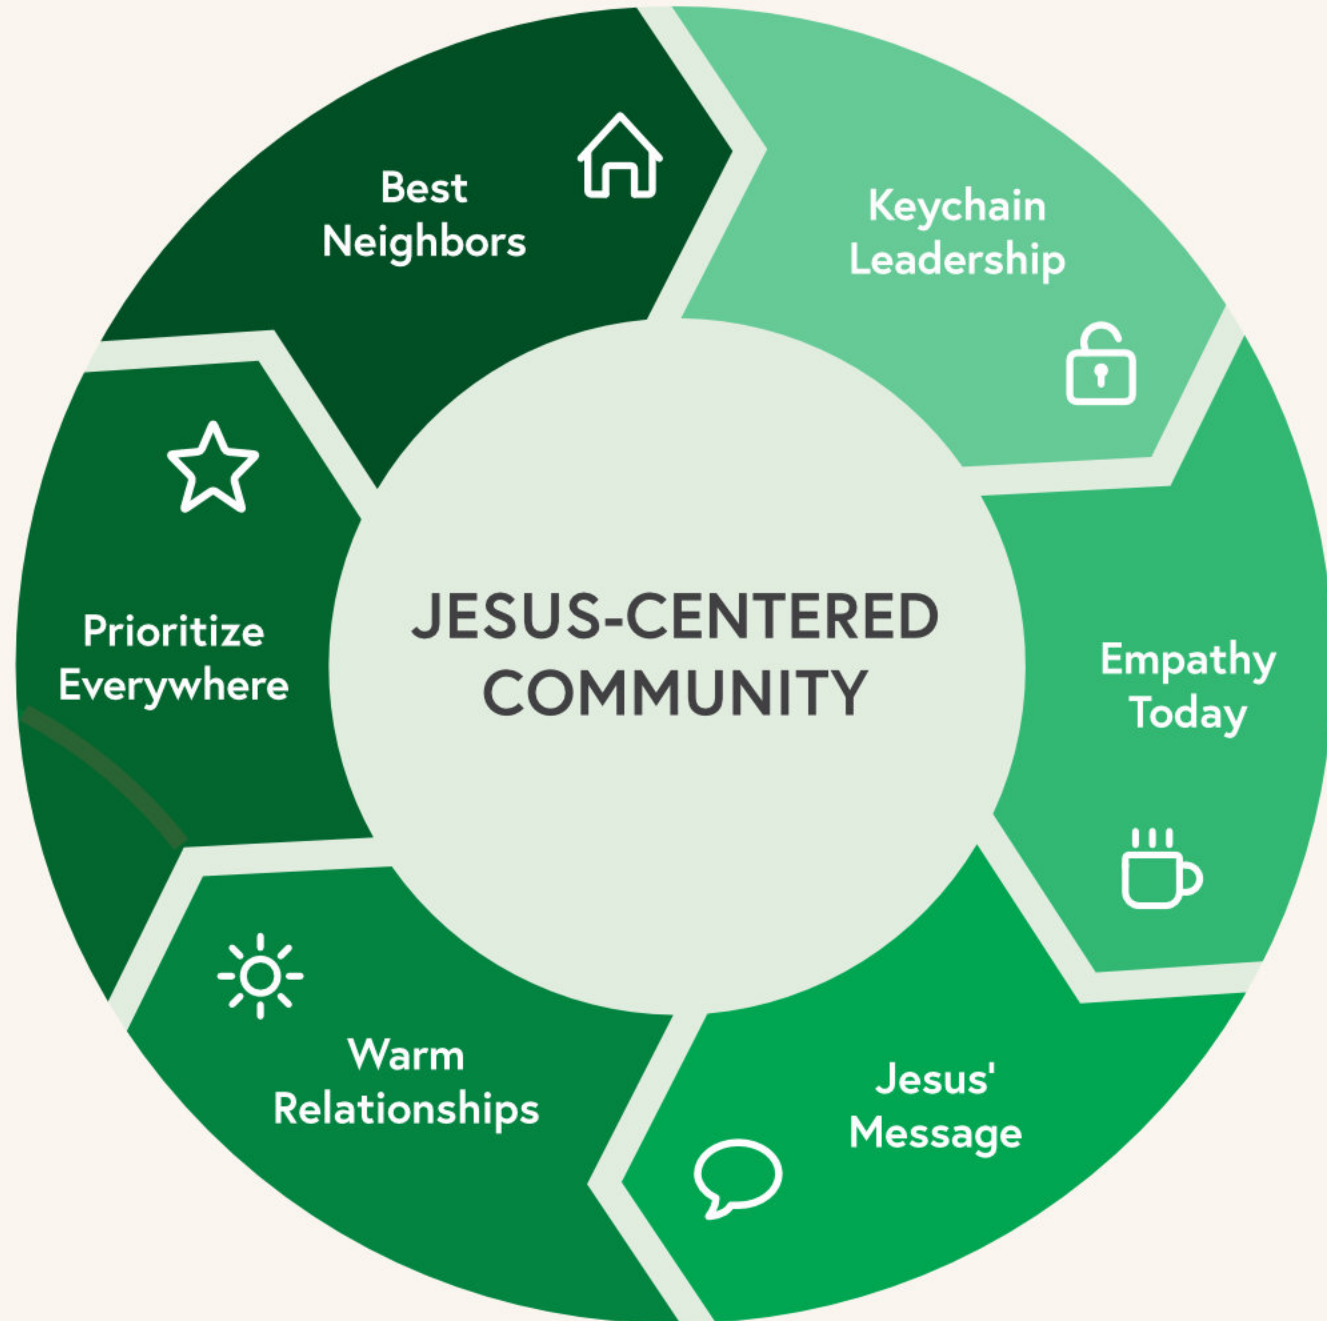 Best
Neighbors
Keychain
Leadership
Prioritize
Everywhere
JESUS-CENTERED
COMMUNITY
Empathy
Today
Warm
Relationships
Jesus'
Message